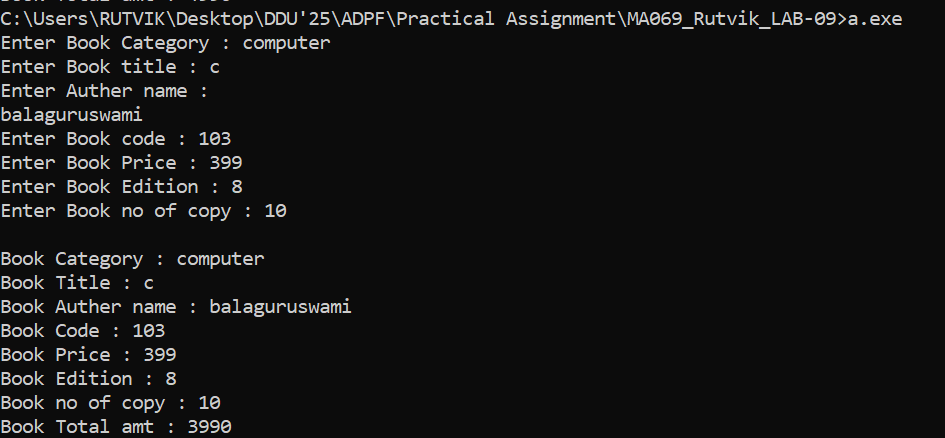 C:\Users\RUTVIK\Desktop\DDU'25\ADPF\Practical Assignment\MA069_Rutvik_LAB-09>a.exe
Enter Book Category : computer
Enter Book title : c
Enter Auther name :
balaguruswami
Enter Book code : 103
Enter Book Price : 399
Enter Book Edition : 8
Enter Book no of copy : 10
Book Category : computer
Book Title : c
Book Auther name : balaguruswami
Book Code : 103
Book Price : 399
Book Edition : 8
Book no of copy : 10
Book Total amt : 3990